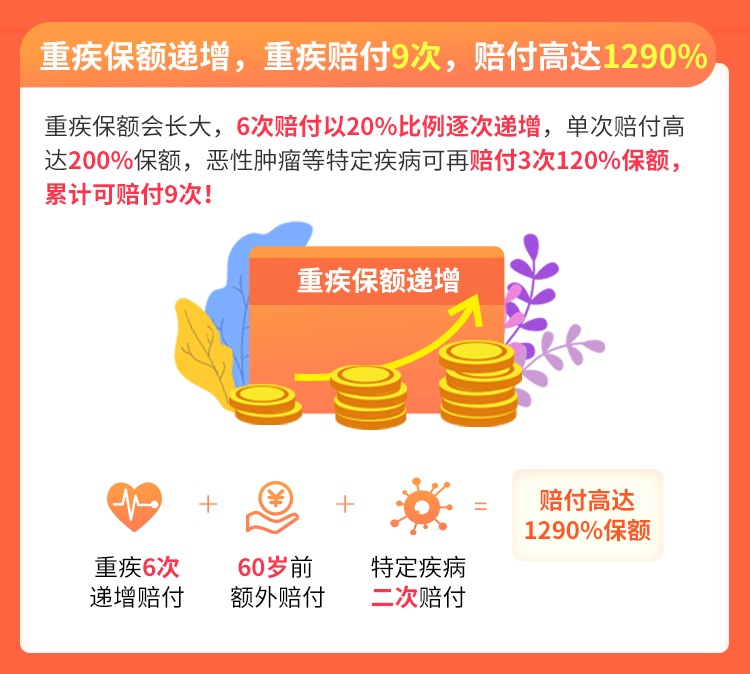 重疾保额递增，重疾赔付9次，赔付高达1290%
重疾保额会长大，6次赔付以20%比例逐次递增，单次赔付高
达200%保额，恶性肿瘤等特定疾病可再赔付3次120%保额，
累计可赔付9次！
重疾保额递增
¥
+
+
=
赔付高达
1290%保额
重疾6次
递增赔付
60岁前
额外赔付
特定疾病
二次赔付